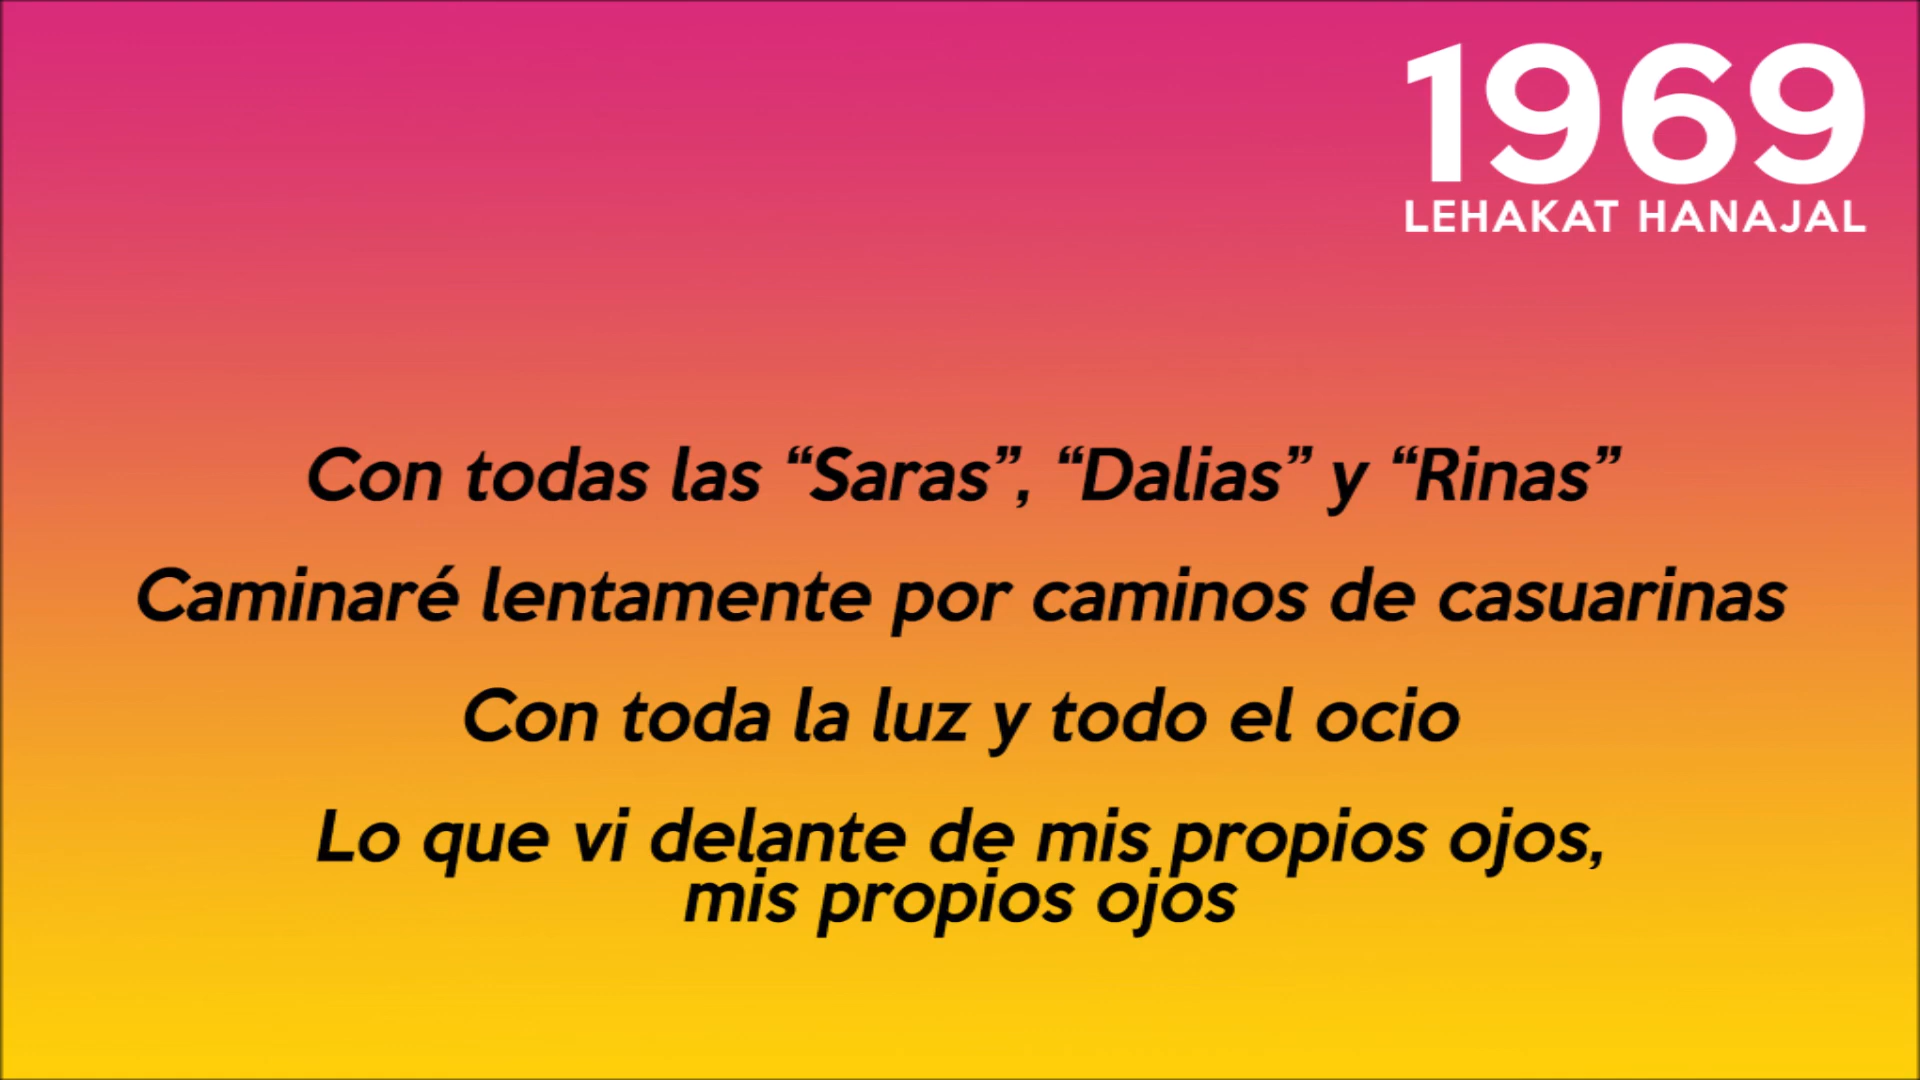 1969
LEHAKAT HANAJAL
Con todas las “Saras”, “Dalias” y “Rinas”
Caminaré lentamente por caminos de casuarinas
Con toda la luz y todo el ocio
Lo que vi delante de mis propios ojos,
mis propios ojos